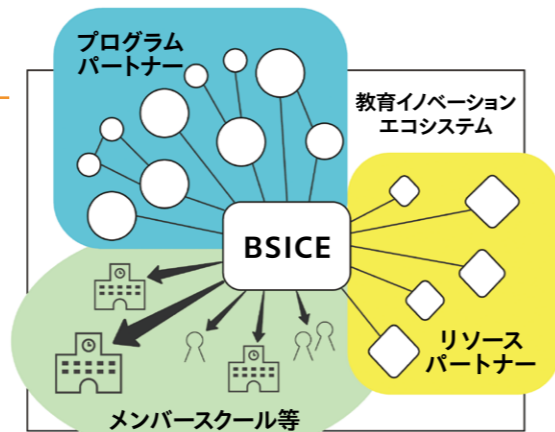 プログラム
パートナー
教育イノベーション
エコシステム
BSICE
リソース
パートナー
メンバースクール等